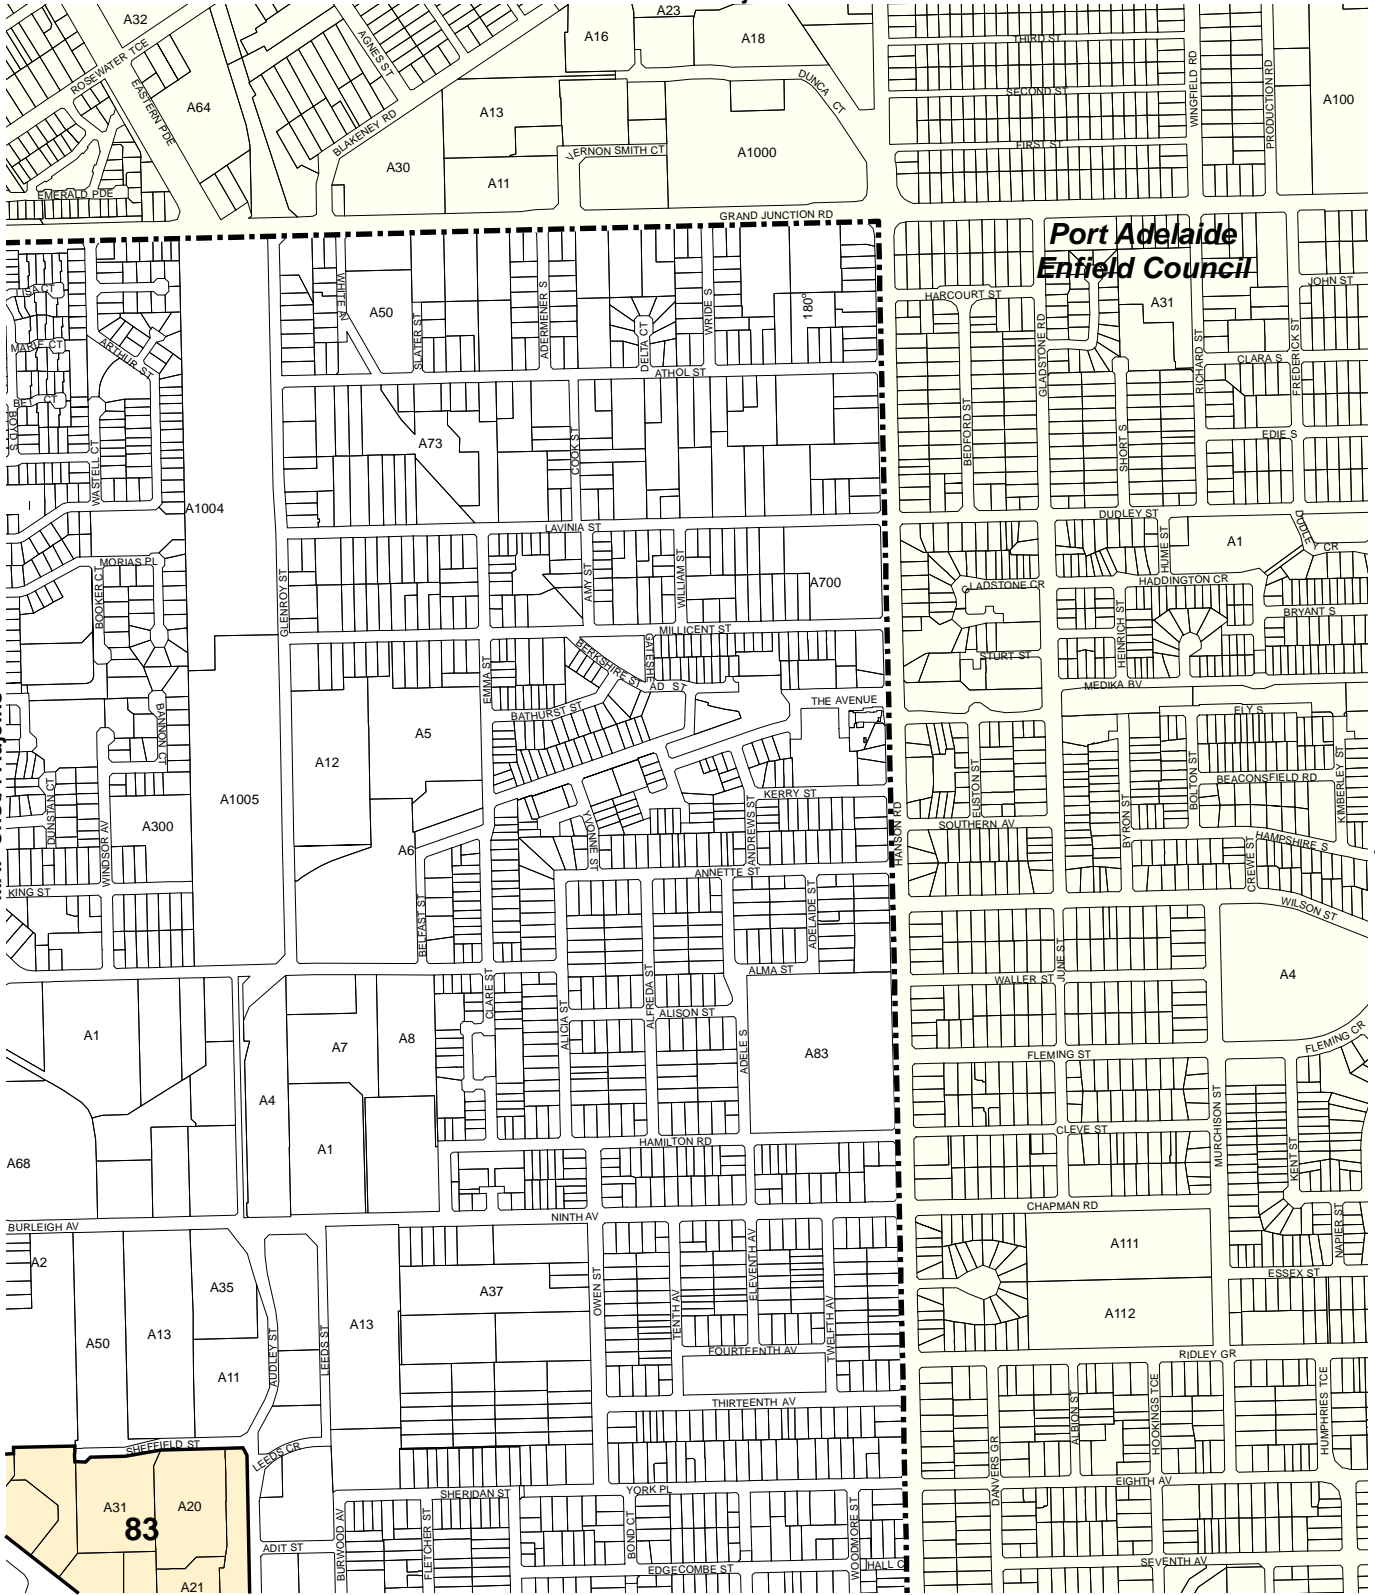 A32
A23
A16
A18
THIRD ST
ROSEWATER TCE
AGNES ST
EASTERN PDE
A64
DUNCA CT
SECOND ST
WINGFIELD RD
PRODUCTION RD
A100
A13
BLAKENEY RD
VERNON SMITH CT
A1000
FIRST ST
A30
A11
EMERALD PDE
GRAND JUNCTION RD
Port Adelaide
Enfield Council
LISA CT
WHITE AV
A50
SLATER ST
ADERMENER S
DELTA CT
WRIDE S
180°
HARCOURT ST
A31
JOHN ST
GLADSTONE RD
RICHARD ST
FREDERICK ST
MARIE CT
ARTHUR ST
ATHOL ST
CLARA S
BET CT
BOYD S
WASTELL CT
A73
COOK ST
BEDFORD ST
SHORT S
EDIE S
A1004
LAVINIA ST
DUDLEY ST
HUME ST
A1
DUDLEY CR
MORIAS PL
BOOKER CT
GLENROY ST
AMY ST
WILLIAM ST
A700
GLADSTONE CR
HADDINGTON CR
HEINRICH ST
BRYANT S
MILLICENT ST
BERKSHIRE ST
GATESHE
AD ST
EMMA ST
STURT ST
MEDIKA BV
THE AVENUE
BATHURST ST
BANNON CT
ELY S
A12
A5
EUSTON ST
BOLTON ST
BEACONSFIELD RD
KIMBERLEY ST
DUNSTAN CT
A1005
KERRY ST
HANSON RD
A300
WINDSOR AV
YVONNE ST
ANDREWS ST
SOUTHERN AV
BYRON ST
HAMPSHIRE S
A6
ANNETTE ST
CREWE ST
KING ST
BELFAST ST
ADELAIDE ST
WILSON ST
JUNE ST
ALMA ST
WALLER ST
A4
CLARE ST
ALICIA ST
ALFREDA ST
ALISON ST
ADELE S
A1
A7
A8
A83
FLEMING ST
FLEMING CR
A4
MURCHISON ST
CLEVE ST
A1
HAMILTON RD
A68
KENT ST
CHAPMAN RD
NAPIER ST
BURLEIGH AV
NINTH AV
A2
A111
ESSEX ST
A35
A37
OWEN ST
TENTH AV
ELEVENTH AV
TWELFTH AV
A112
A50
A13
AUDLEY ST
LEEDS ST
A13
A11
FOURTEENTH AV
RIDLEY GR
THIRTEENTH AV
ALBION ST
HOOKINGS TCE
HUMPHRIES TCE
SHEFFIELD ST
LEEDS CR
DANVERS GR
EIGHTH AV
A31
A20
83
SHERIDAN ST
YORK PL
BURWOOD AV
FLETCHER ST
BOND CT
WOODMORE ST
ADIT ST
EDGECOMBE ST
HALL C
SEVENTH AV
A21